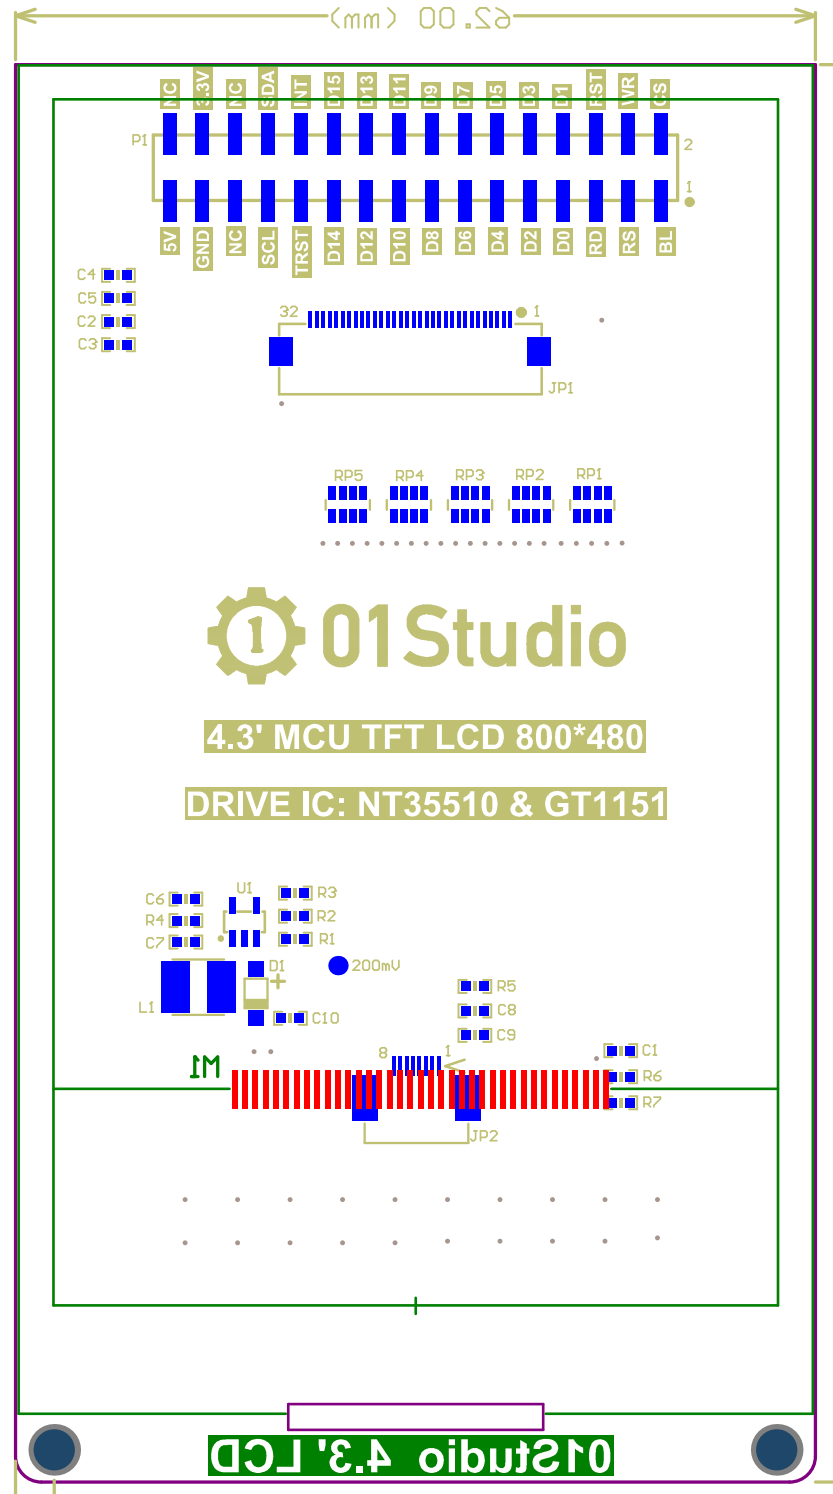 62.00 (mm)
NC 3.3V NC SDA INT D15 D13 D11 D9 D7 D5 D3 D1 RST WR CS
P1
2
1
5V GND NC SCL TRST D14 D12 D10 D8 D6 D4 D2 D0 RD RS BL
C4
C5
C2
C3
32
1
JP1
RP5 RP4 RP3 RP2 RP1
1 01Studio
4.3' MCU TFT LCD 800*480
DRIVE IC: NT35510 & GT1151
C6
R4
C7
U1
R3
R2
R1
L1
D1
+
200mV
C10
R5
C8
C9
8
1
M1
C1
R6
R7
JP2
01Studio 4.3' LCD